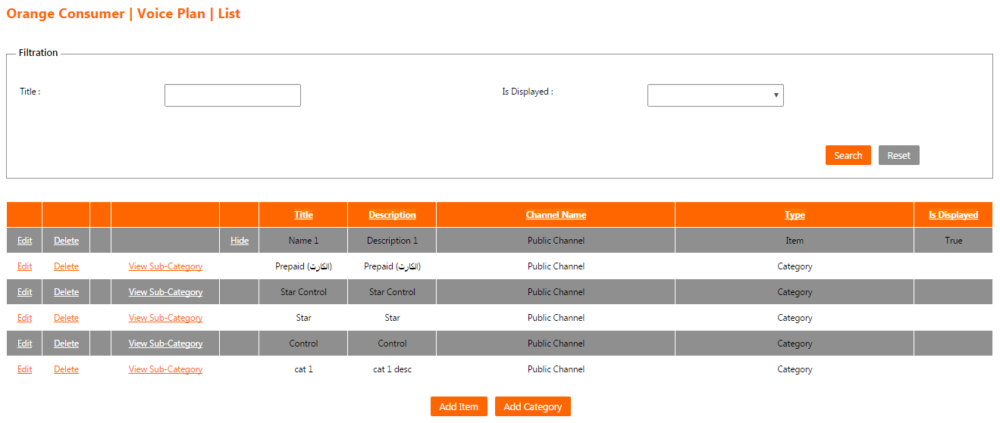 Orange Consumer | Voice Plan | List
Filtration
Title :
Is Displayed :
Search Reset
Title Description Channel Name Type Is Displayed
Edit Delete Hide Name 1 Description 1 Public Channel Item True
Edit Delete View Sub-Category Prepaid (الكارت) Prepaid (الكارت) Public Channel Category
Edit Delete View Sub-Category Star Control Star Control Public Channel Category
Edit Delete View Sub-Category Star Star Public Channel Category
Edit Delete View Sub-Category Control Control Public Channel Category
Edit Delete View Sub-Category cat 1 cat 1 desc Public Channel Category
Add Item Add Category